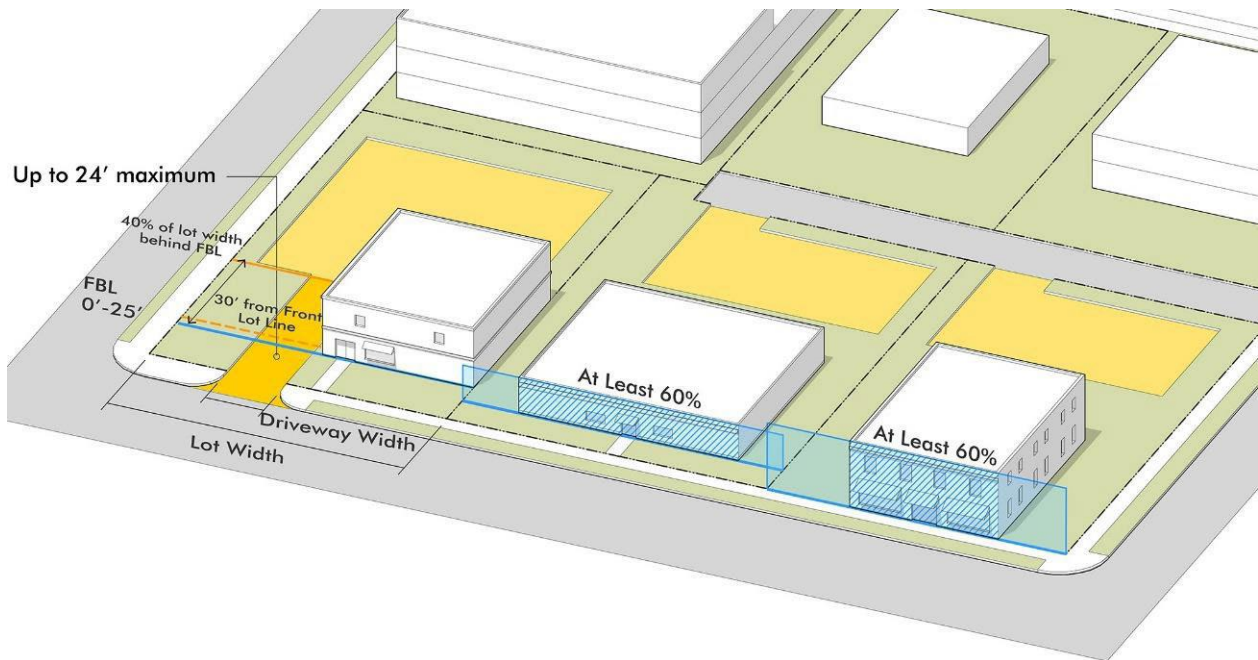 Up to 24’ maximum
40% of lot width
behind FBL
FBL
0’-25’
30’ from Front
Lot Line
At Least 60%
At Least 60%
Driveway Width
Lot Width